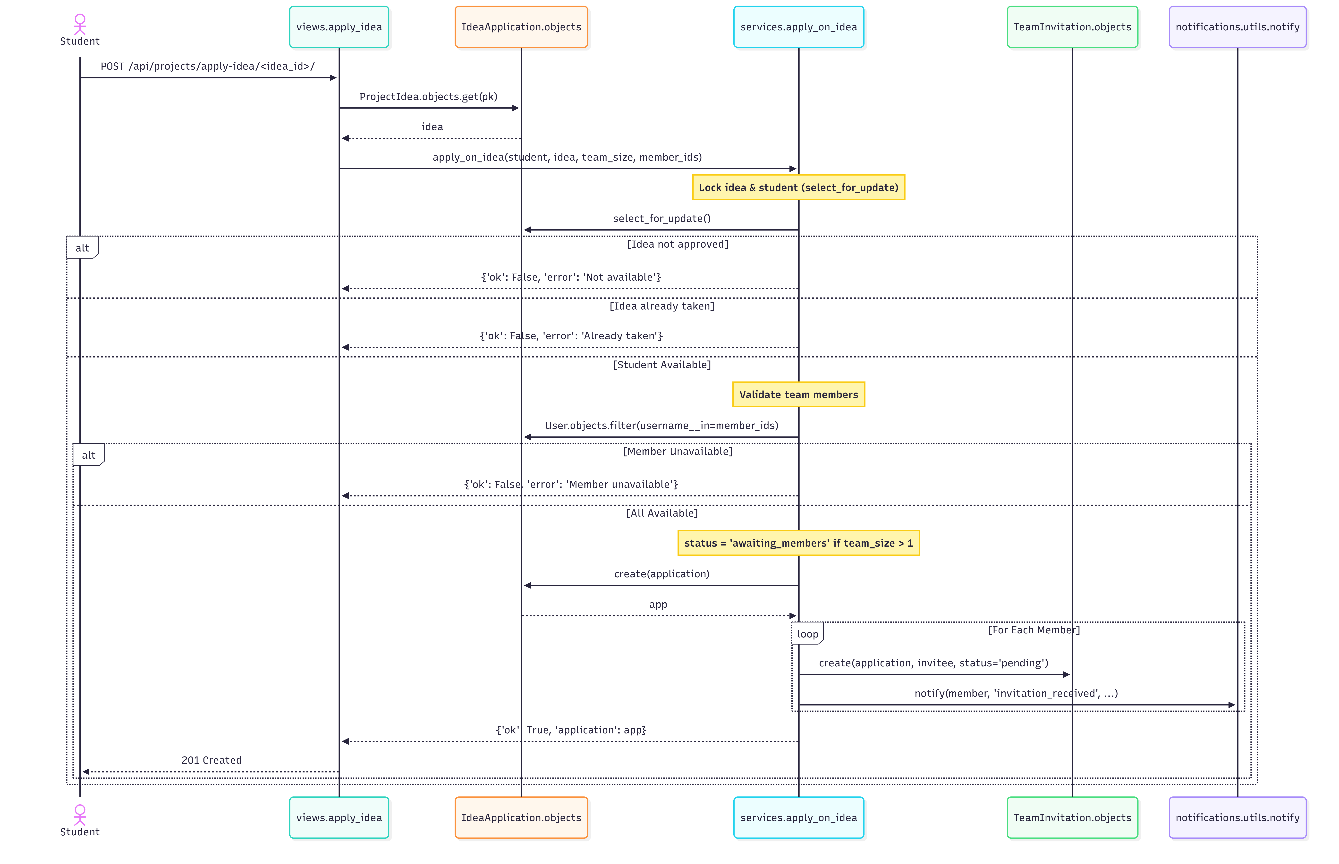 Student
views.apply_idea
IdeaApplication.objects
services.apply_on_idea
TeamInvitation.objects
notifications.utils.notify
POST /api/projects/apply-idea/<idea_id>/
ProjectIdea.objects.get(pk)
idea
apply_on_idea(student, idea, team_size, member_ids)
Lock idea & student (select_for_update)
select_for_update()
alt
[Idea not approved]
{'ok': False, 'error': 'Not available'}
[Idea already taken]
{'ok': False, 'error': 'Already taken'}
[Student Available]
Validate team members
User.objects.filter(username__in=member_ids)
alt
[Member Unavailable]
{'ok': False, 'error': 'Member unavailable'}
[All Available]
status = 'awaiting_members' if team_size > 1
create(application)
app
loop
[For Each Member]
create(application, invitee, status='pending')
notify(member, 'invitation_received', ...)
{'ok': True, 'application': app}
201 Created
Student
views.apply_idea
IdeaApplication.objects
services.apply_on_idea
TeamInvitation.objects
notifications.utils.notify